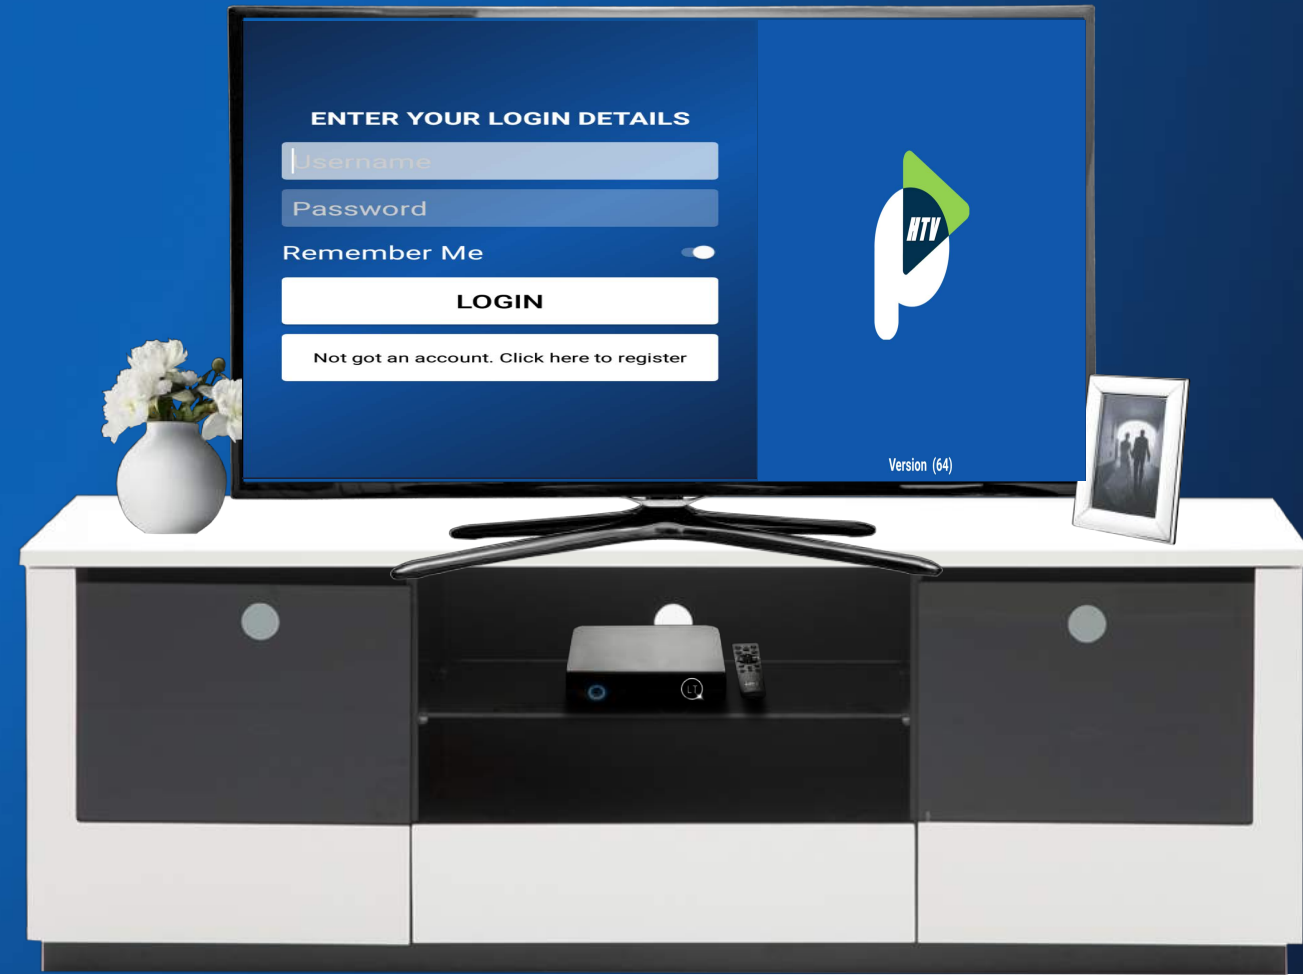 ENTER YOUR LOGIN DETAILS
Username
Password
Remember Me
LOGIN
Not got an account. Click here to register
HTV
Version (64)
LT